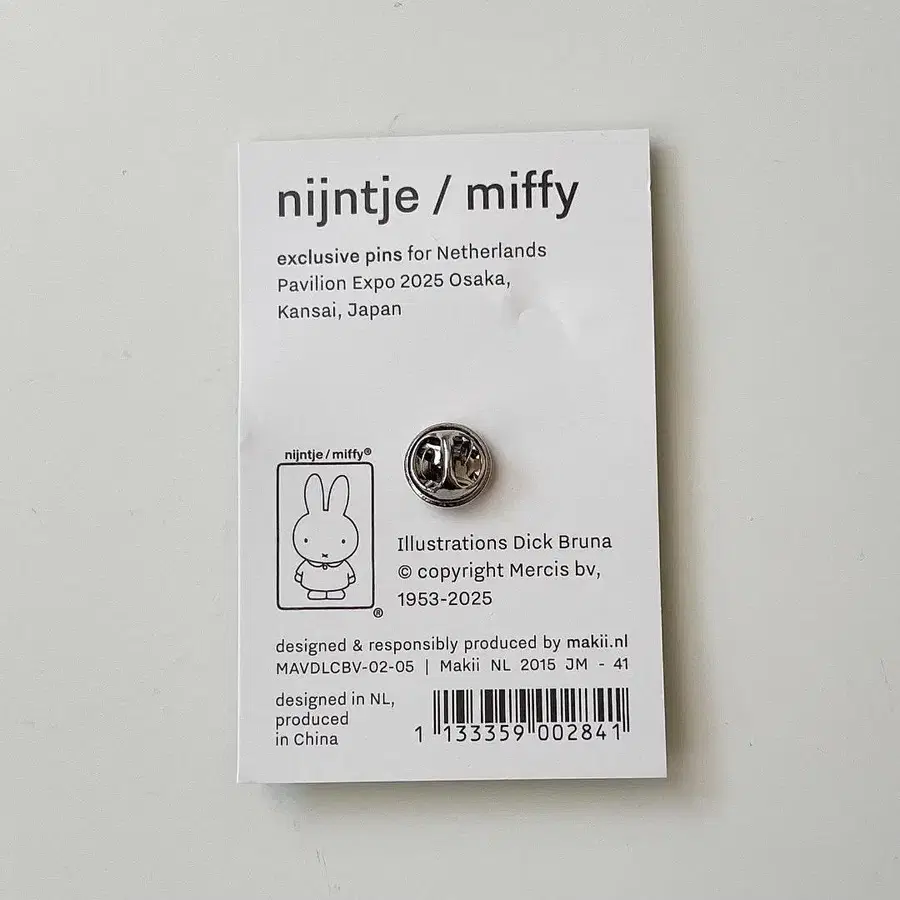 nijntje / miffy
exclusive pins for Netherlands
Pavilion Expo 2025 Osaka,
Kansai, Japan
nijntje / miffy®
®
Illustrations Dick Bruna
© copyright Mercis bv,
1953-2025
designed & responsibly produced by makii.nl
MAVDLCBV-02-05 | Makii NL 2015 JM - 41
designed in NL,
produced
in China
1 133359 002841